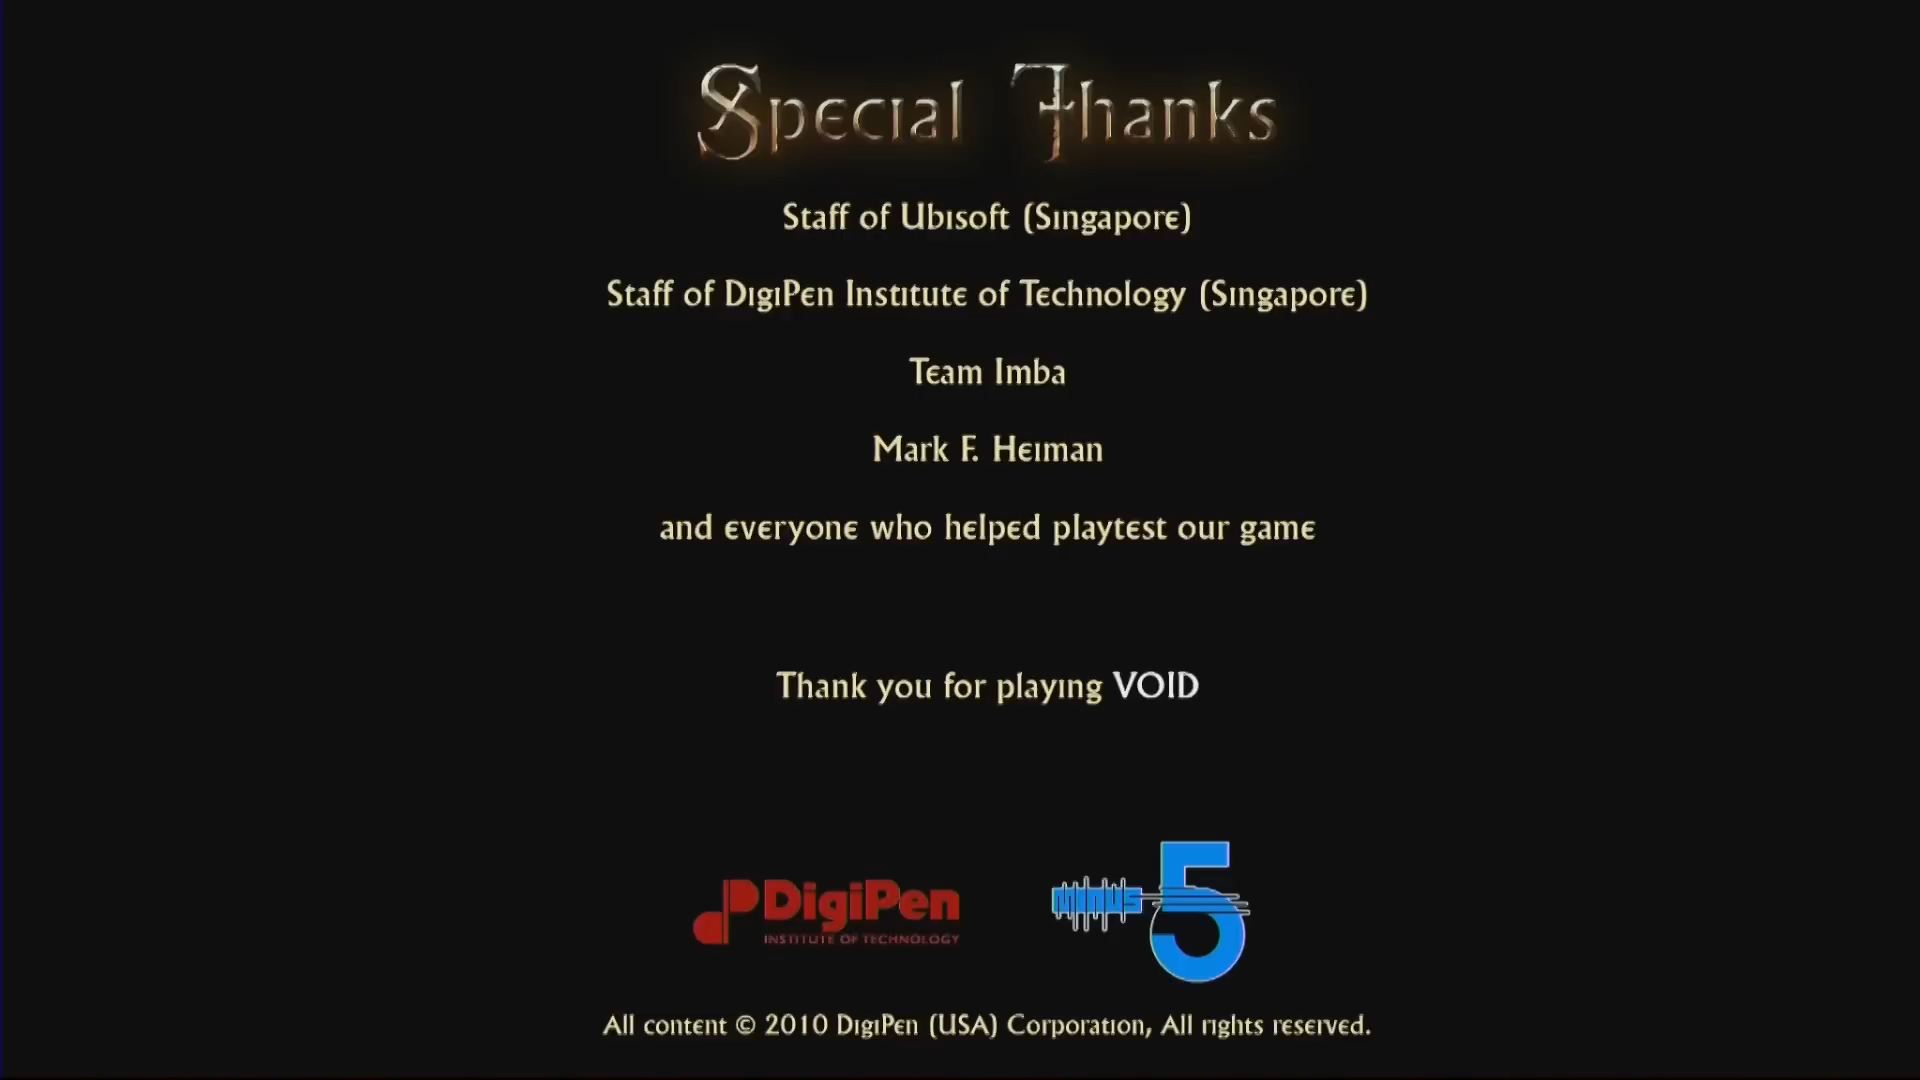 Special Thanks
Staff of Ubisoft (Singapore)
Staff of DigiPen Institute of Technology (Singapore)
Team Imba
Mark F. Heiman
and everyone who helped playtest our game
Thank you for playing VOID
DigiPen
INSTITUTE OF TECHNOLOGY
minus 5
All content © 2010 DigiPen (USA) Corporation, All rights reserved.